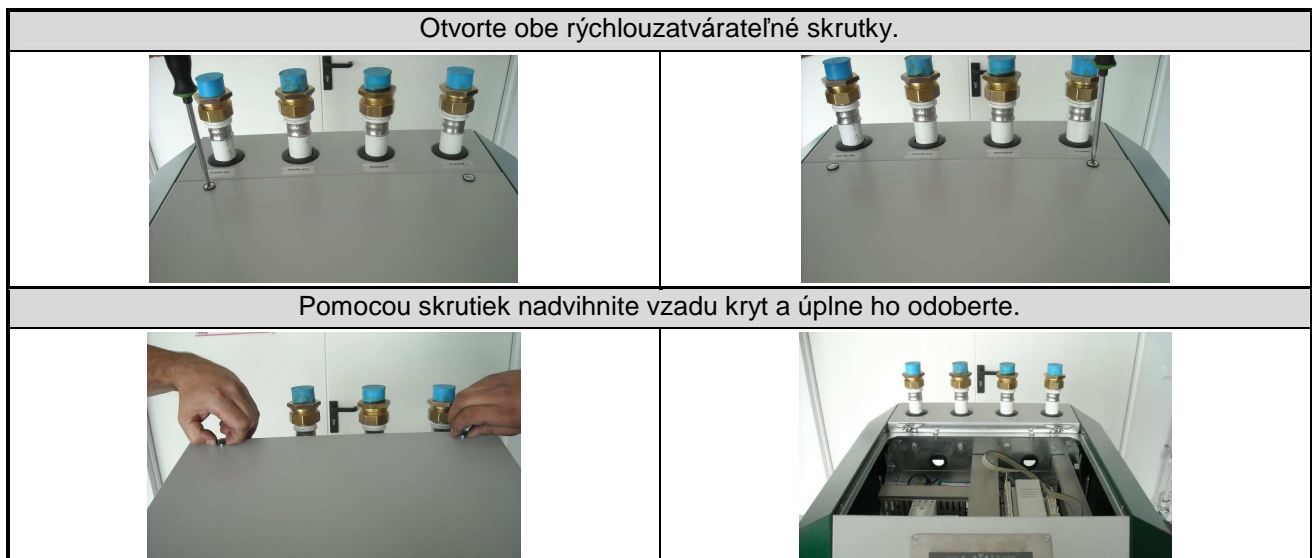 Otvorte obe rýchlouzatvárateľné skrutky.
Pomocou skrutiek nadvihnite vzadu kryt a úplne ho odoberte.